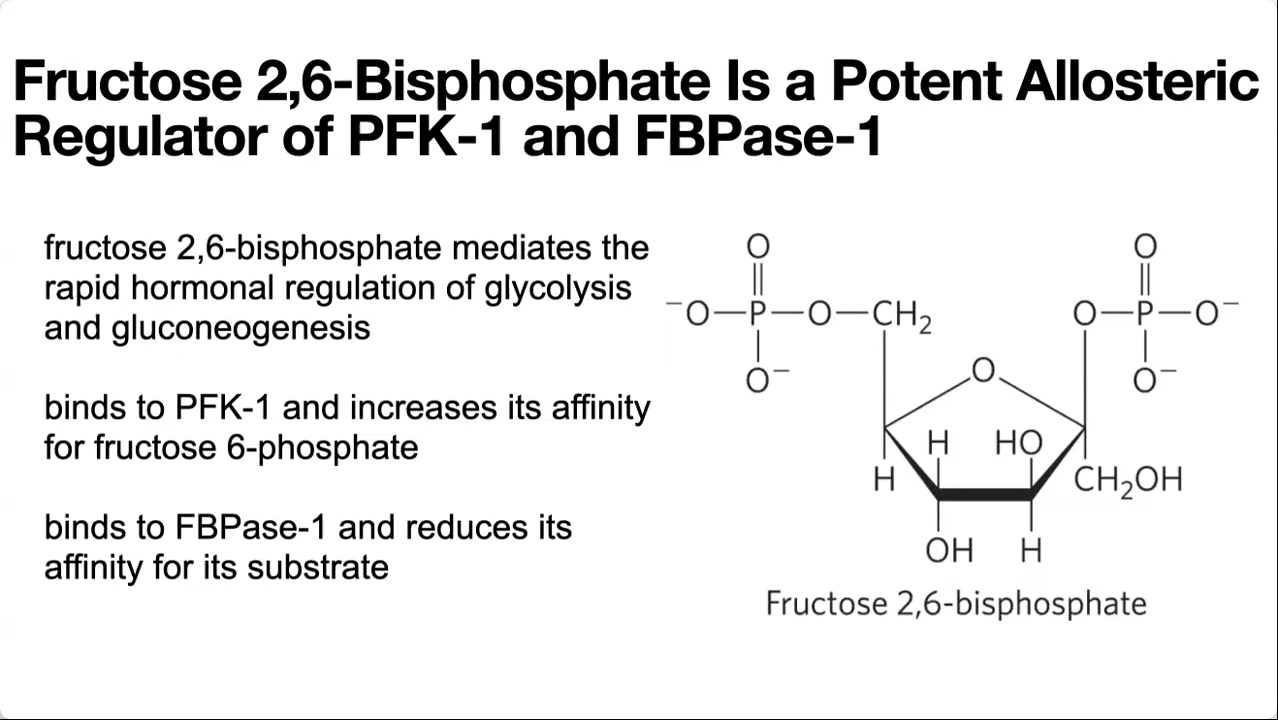 Fructose 2,6-Bisphosphate Is a Potent Allosteric
Regulator of PFK-1 and FBPase-1
fructose 2,6-bisphosphate mediates the
rapid hormonal regulation of glycolysis
and gluconeogenesis
binds to PFK-1 and increases its affinity
for fructose 6-phosphate
binds to FBPase-1 and reduces its
affinity for its substrate
O O
⁻O—P—O—CH₂ O—P—O⁻
O⁻ O⁻
O
H HO
H CH₂OH
OH H
Fructose 2,6-bisphosphate